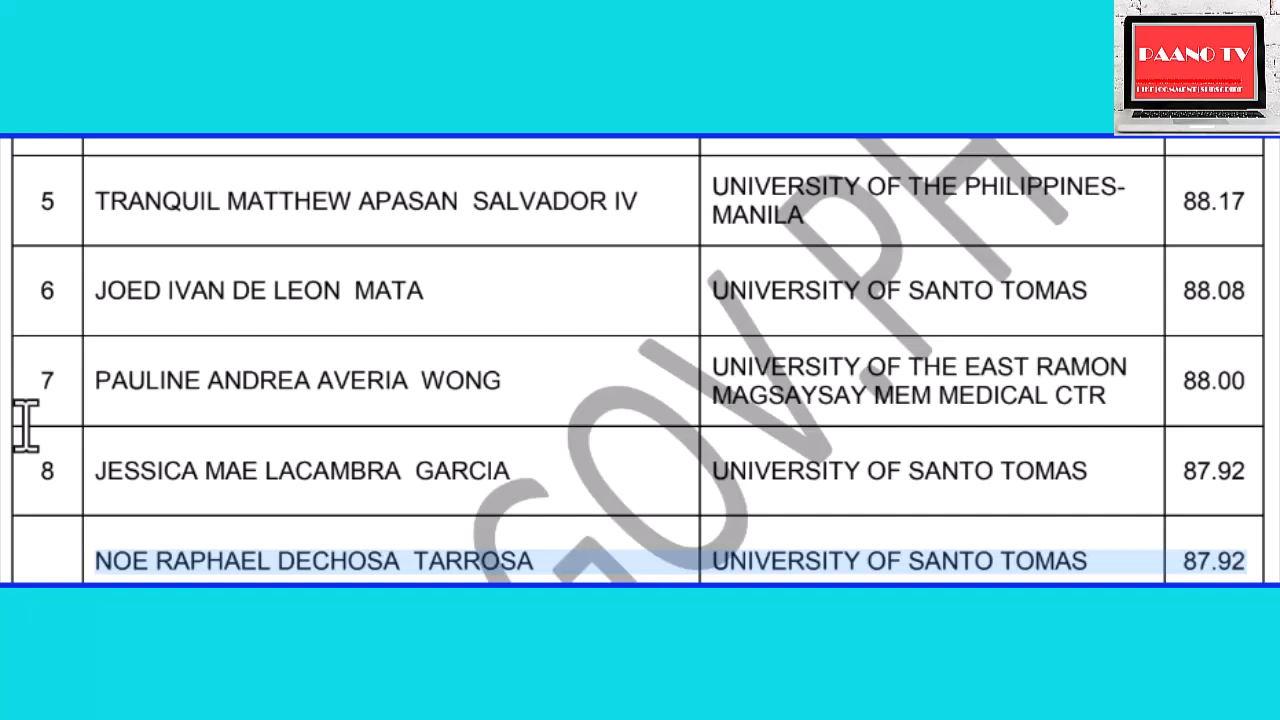 PAANO TV
LIKE|COMMENT|SUBSCRIBE
5 TRANQUIL MATTHEW APASAN SALVADOR IV UNIVERSITY OF THE PHILIPPINES-
MANILA 88.17
6 JOED IVAN DE LEON MATA UNIVERSITY OF SANTO TOMAS 88.08
7 PAULINE ANDREA AVERIA WONG UNIVERSITY OF THE EAST RAMON
MAGSAYSAY MEM MEDICAL CTR 88.00
8 JESSICA MAE LACAMBRA GARCIA UNIVERSITY OF SANTO TOMAS 87.92
NOE RAPHAEL DECHOSA TARROSA UNIVERSITY OF SANTO TOMAS 87.92
GOV.PH